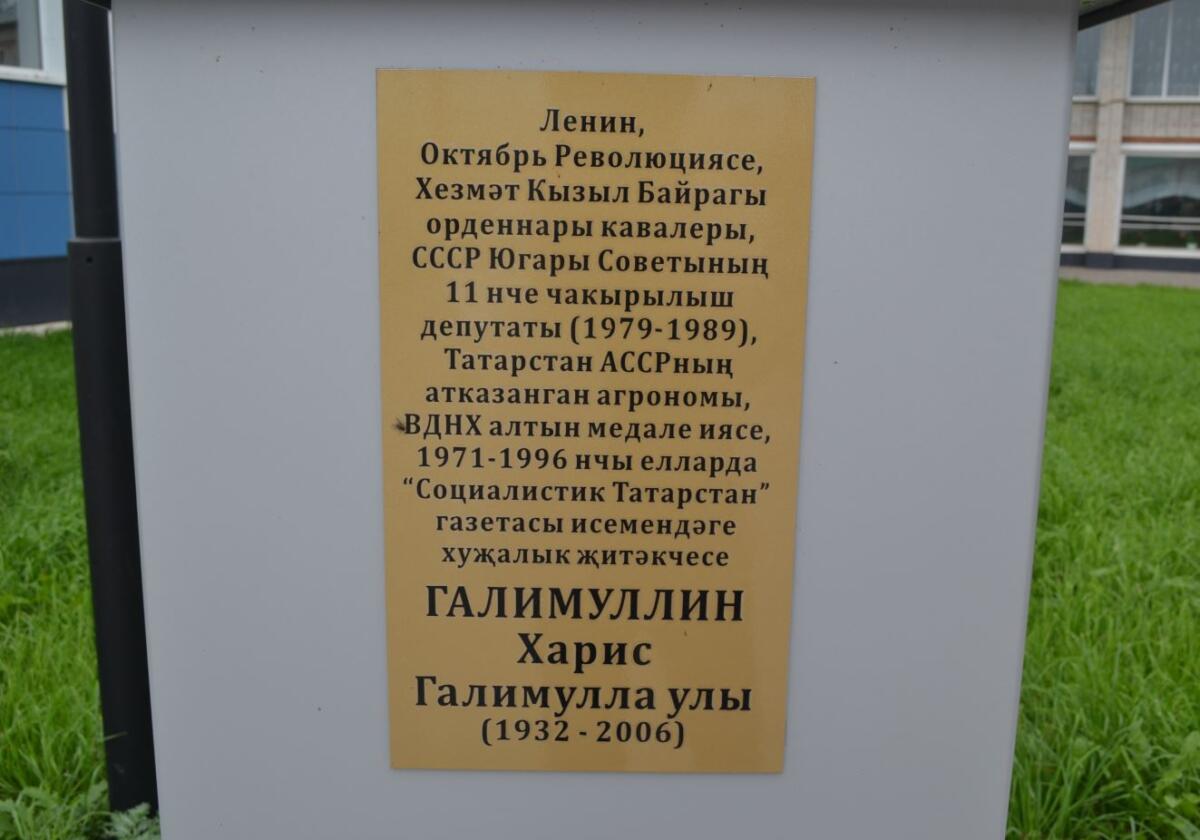 Ленин,
Октябрь Революциясе,
Хезмәт Кызыл Байрагы
орденнары кавалеры,
СССР Югары Советының
11 нче чакырылыш
депутаты (1979-1989),
Татарстан АССРның
атказанган агрономы,
ВДНХ алтын медале иясе,
1971-1996 нчы елларда
“Социалистик Татарстан”
газетасы исемендәге
хуҗалык җитәкчесе
ГАЛИМУЛЛИН
Харис
Галимулла улы
(1932 - 2006)